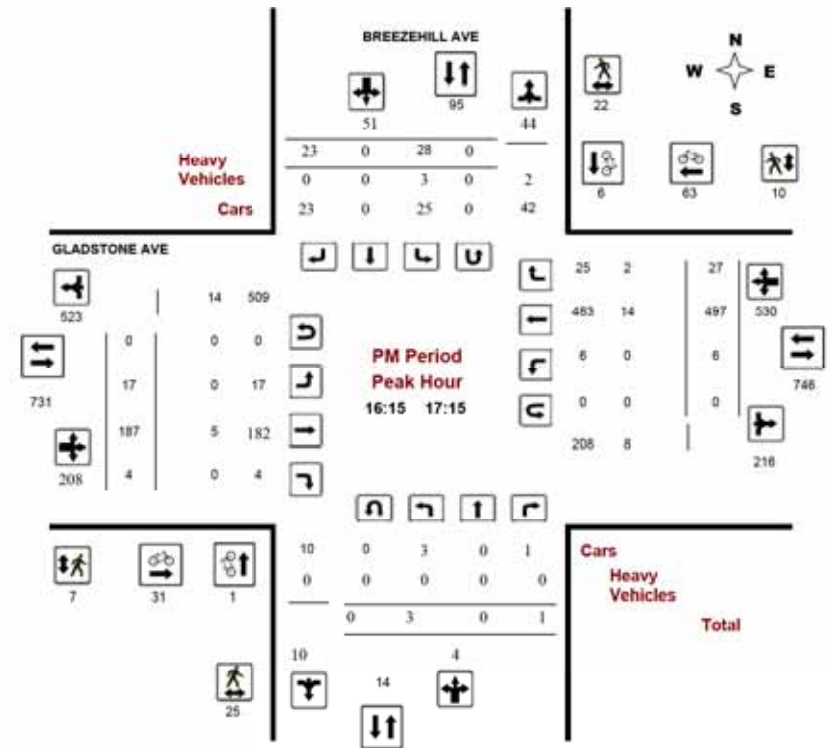 BREEZEHILL AVE
N
W E
S
95
22
51 44
23 0 28 0
Heavy
Vehicles
0 0 3 0 2
Cars
23 0 25 0 42
6 63 10
GLADSTONE AVE
523
14 509
0 0 0
731
17 0 17
187 5 182
208
4 0 4
25 2 27
483 14 497 530
6 0 6
746
0 0 0
208 8
216
PM Period
Peak Hour
16:15 17:15
7 31 1
10 0 3 0 1
Cars
0 0 0 0 0
Heavy
Vehicles
0 3 0 1
Total
10 14 4
25